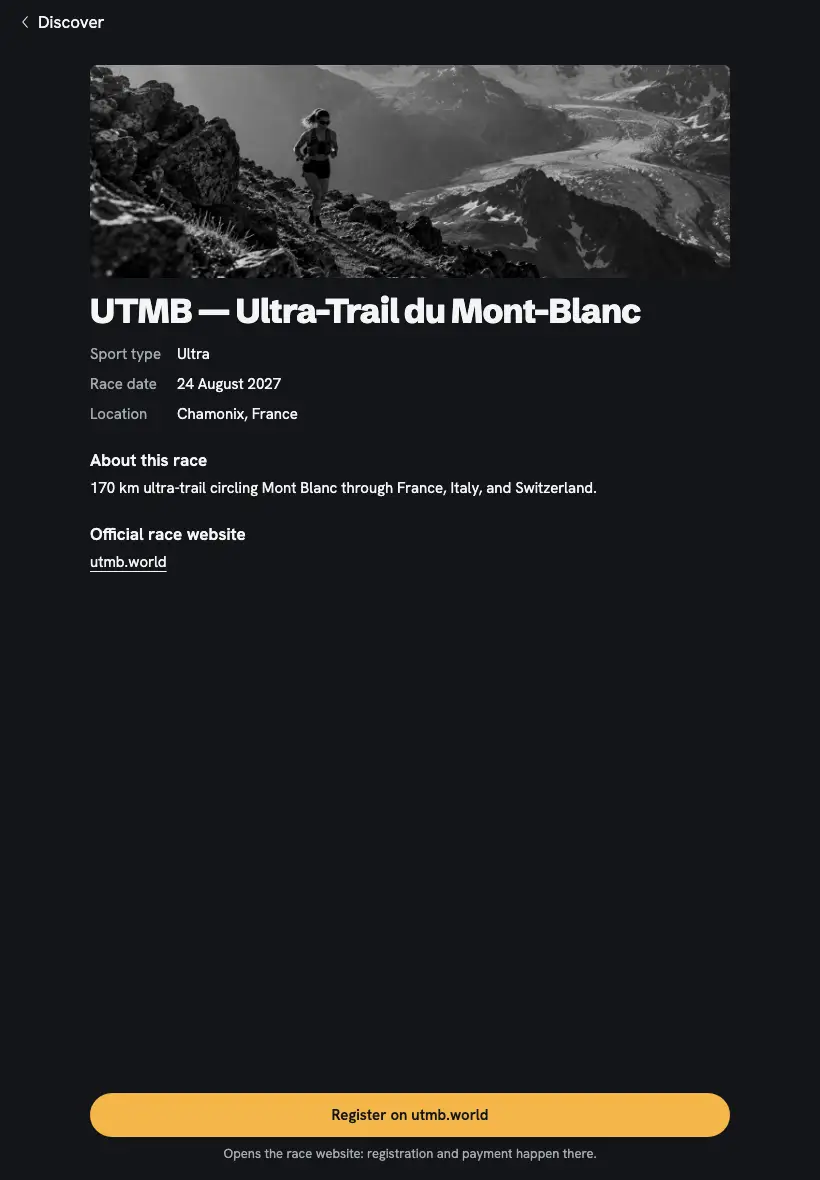 Discover
UTMB — Ultra-Trail du Mont-Blanc
Sport type Ultra
Race date 24 August 2027
Location Chamonix, France
About this race
170 km ultra-trail circling Mont Blanc through France, Italy, and Switzerland.
Official race website
utmb.world
Register on utmb.world
Opens the race website: registration and payment happen there.